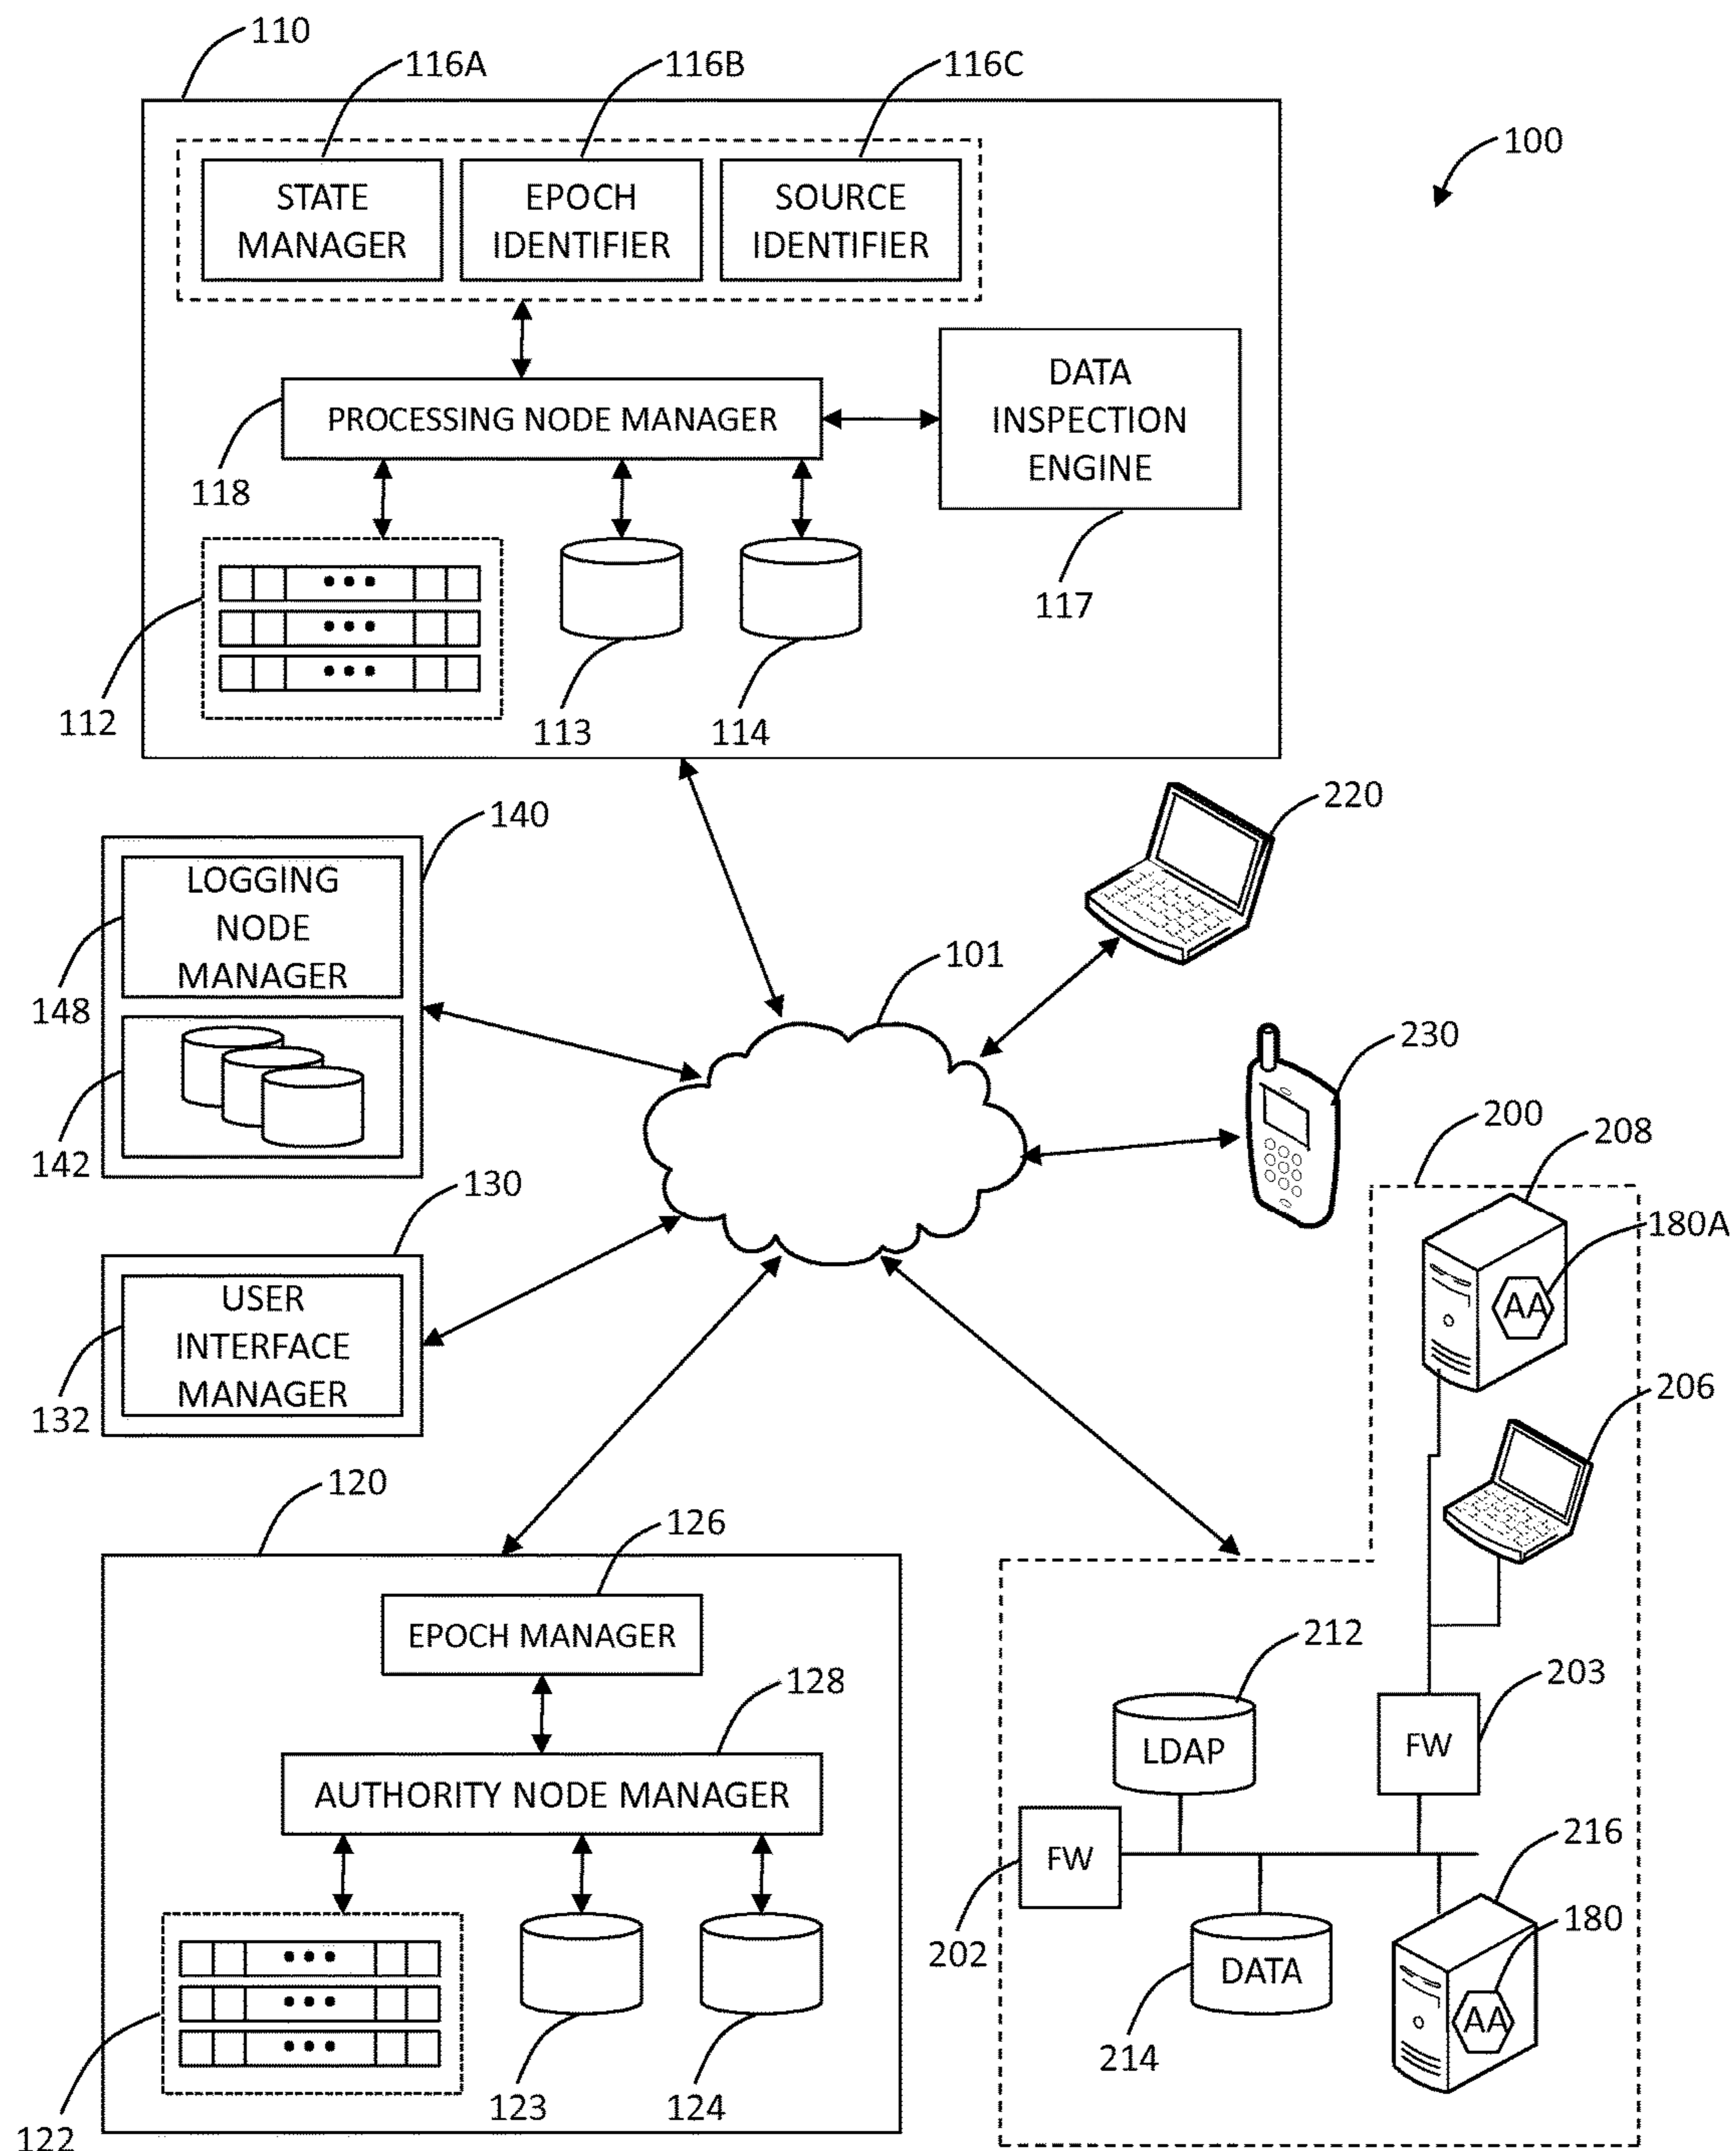 110
116A
116B
116C
100
STATE
MANAGER
EPOCH
IDENTIFIER
SOURCE
IDENTIFIER
DATA
INSPECTION
ENGINE
PROCESSING NODE MANAGER
118
117
112
113
114
140
220
LOGGING
NODE
MANAGER
148
142
101
230
200
208
180A
AA
130
USER
INTERFACE
MANAGER
132
206
120
126
EPOCH MANAGER
128
AUTHORITY NODE MANAGER
122
123
124
212
LDAP
203
FW
202
FW
214
DATA
216
180
AA